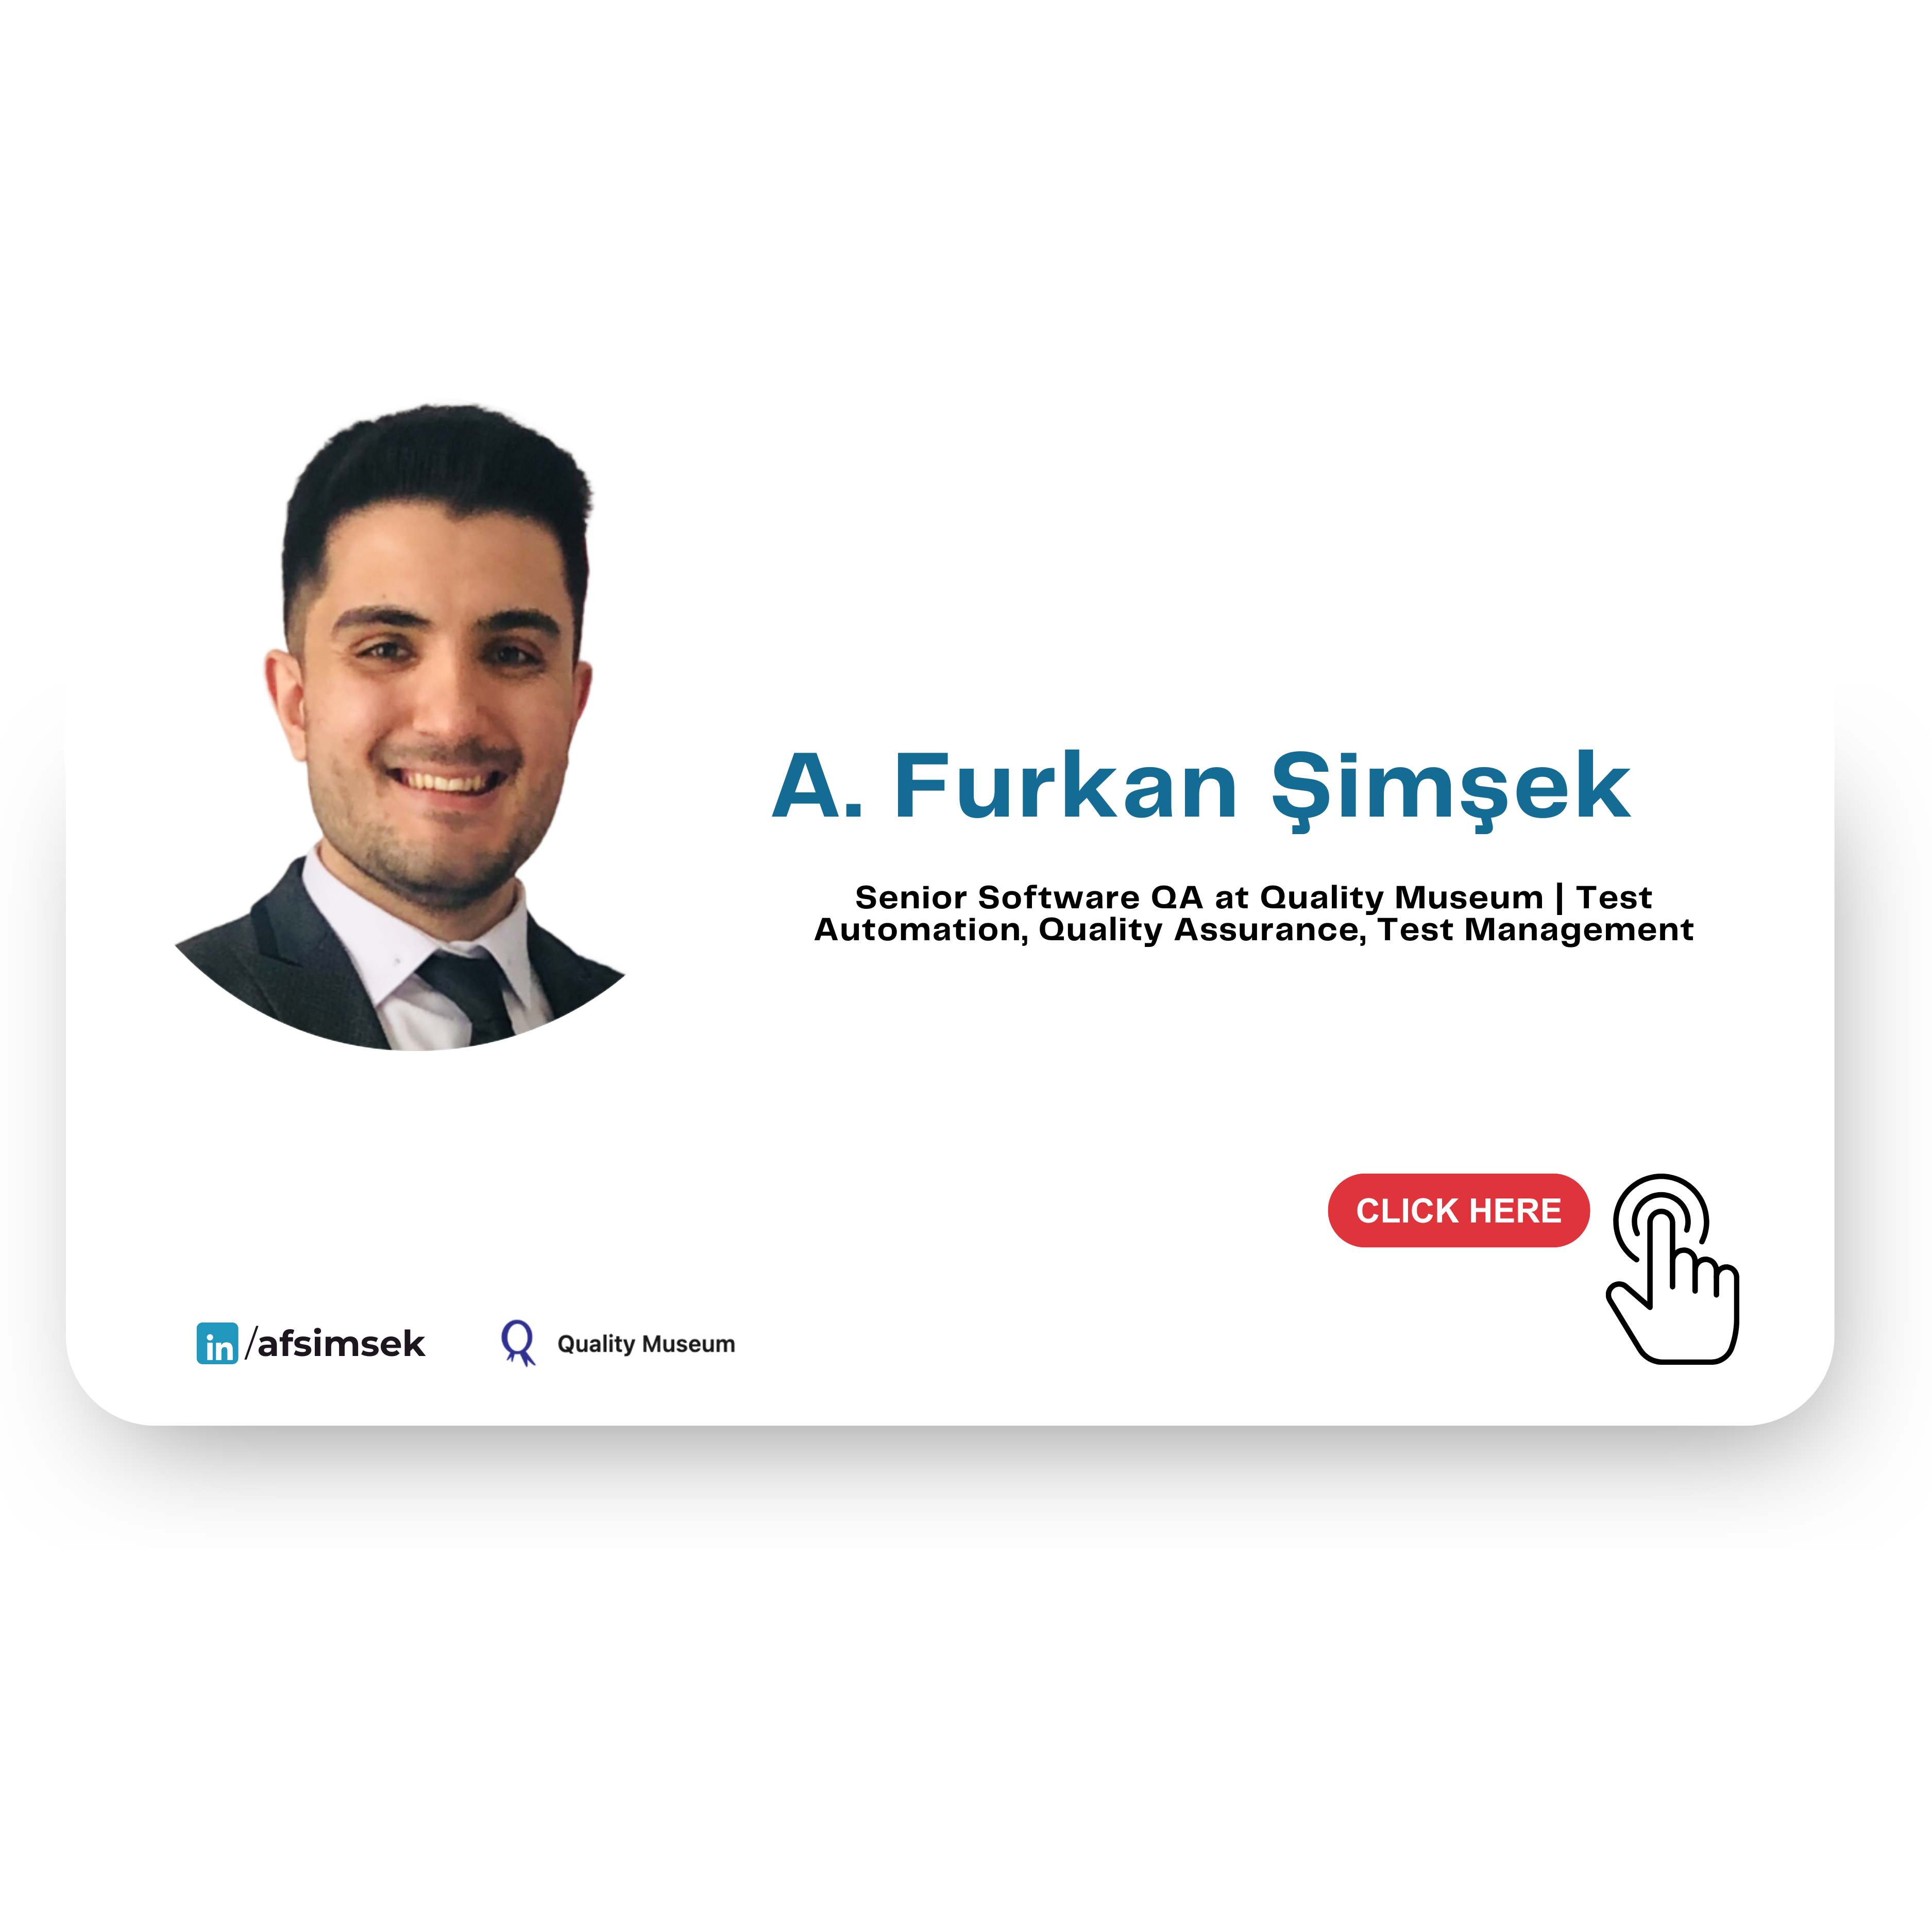 A. Furkan Şimşek
Senior Software QA at Quality Museum | Test
Automation, Quality Assurance, Test Management
CLICK HERE
in/afsimsek
Quality Museum